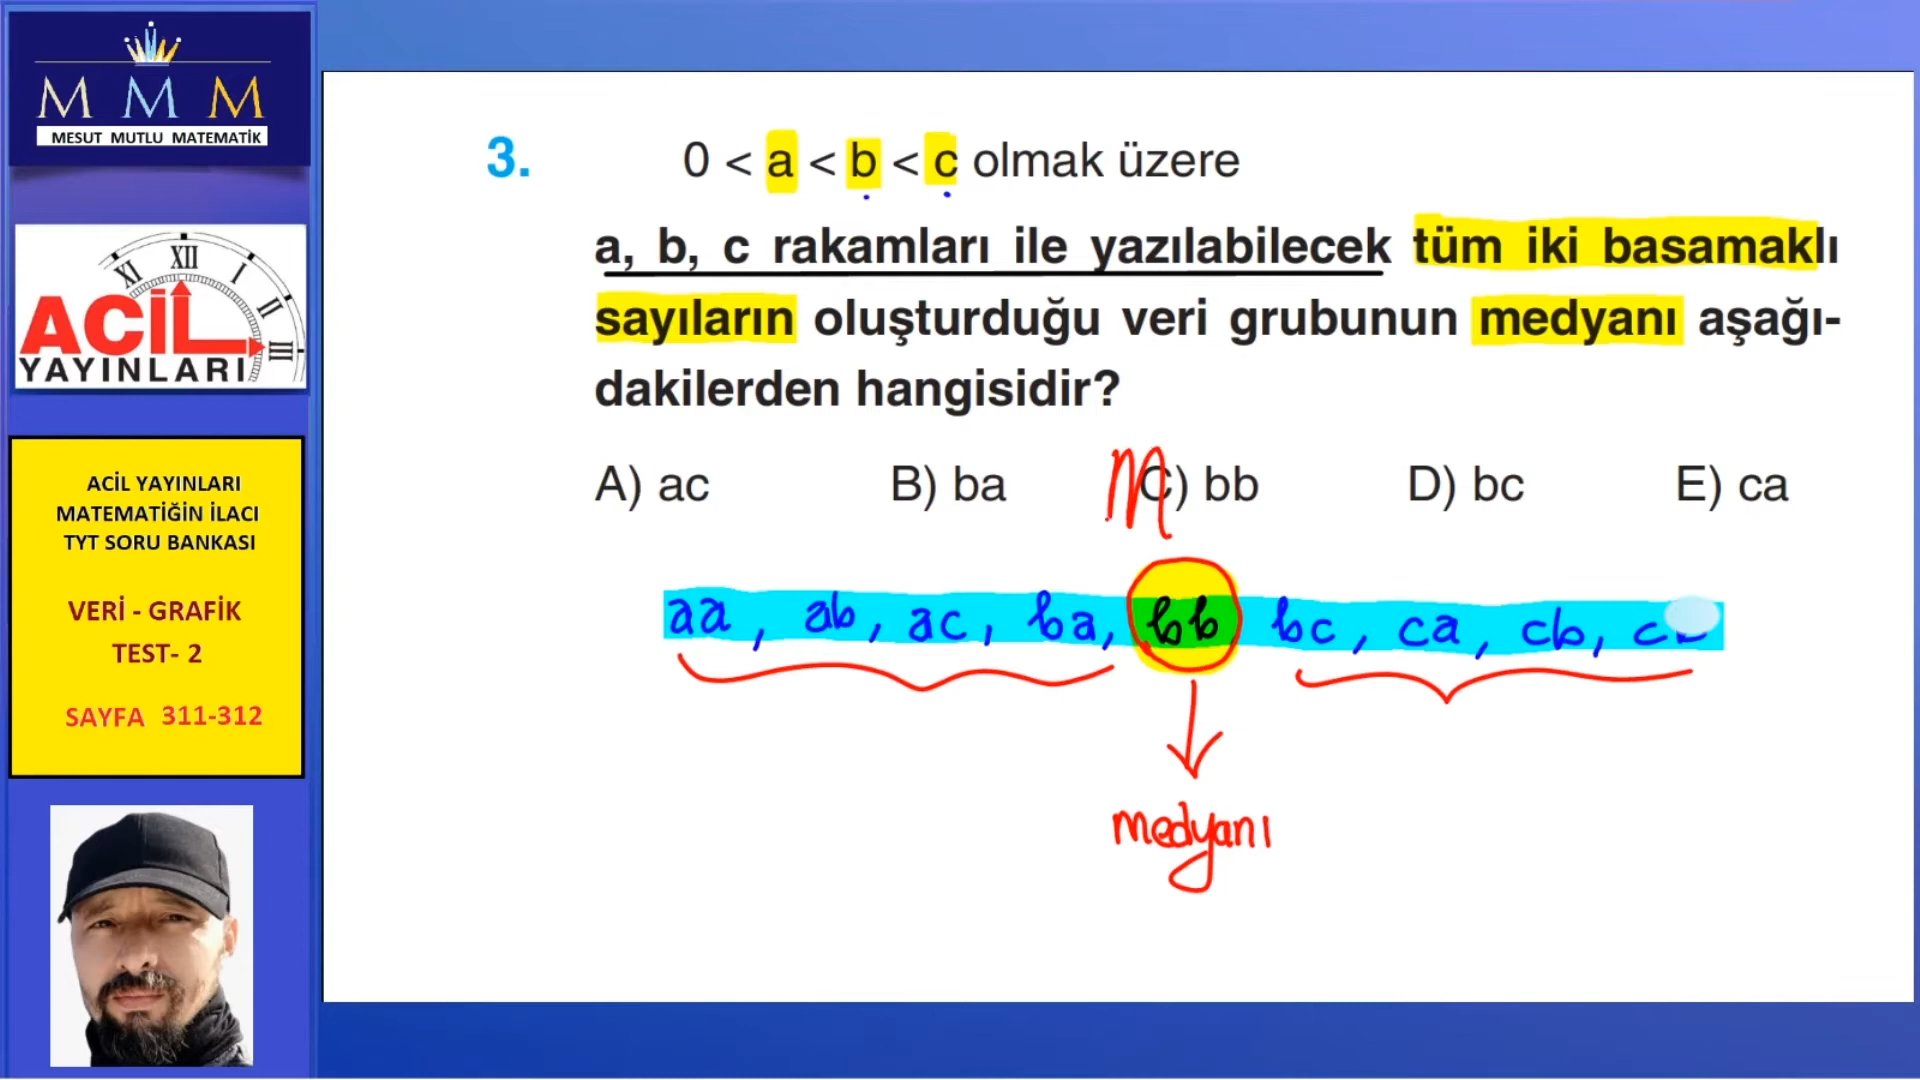 M M M
MESUT MUTLU MATEMATİK
XI XII I II III
ACİL
YAYINLARI
ACİL YAYINLARI
MATEMATİĞİN İLACI
TYT SORU BANKASI
VERİ - GRAFİK
TEST- 2
SAYFA 311-312
3. 0 < a < b < c olmak üzere
a, b, c rakamları ile yazılabilecek tüm iki basamaklı
sayıların oluşturduğu veri grubunun medyanı aşağı-
dakilerden hangisidir?
A) ac B) ba C) bb D) bc E) ca
aa, ab, ac, ba, bb bc, ca, cb,
medyanı